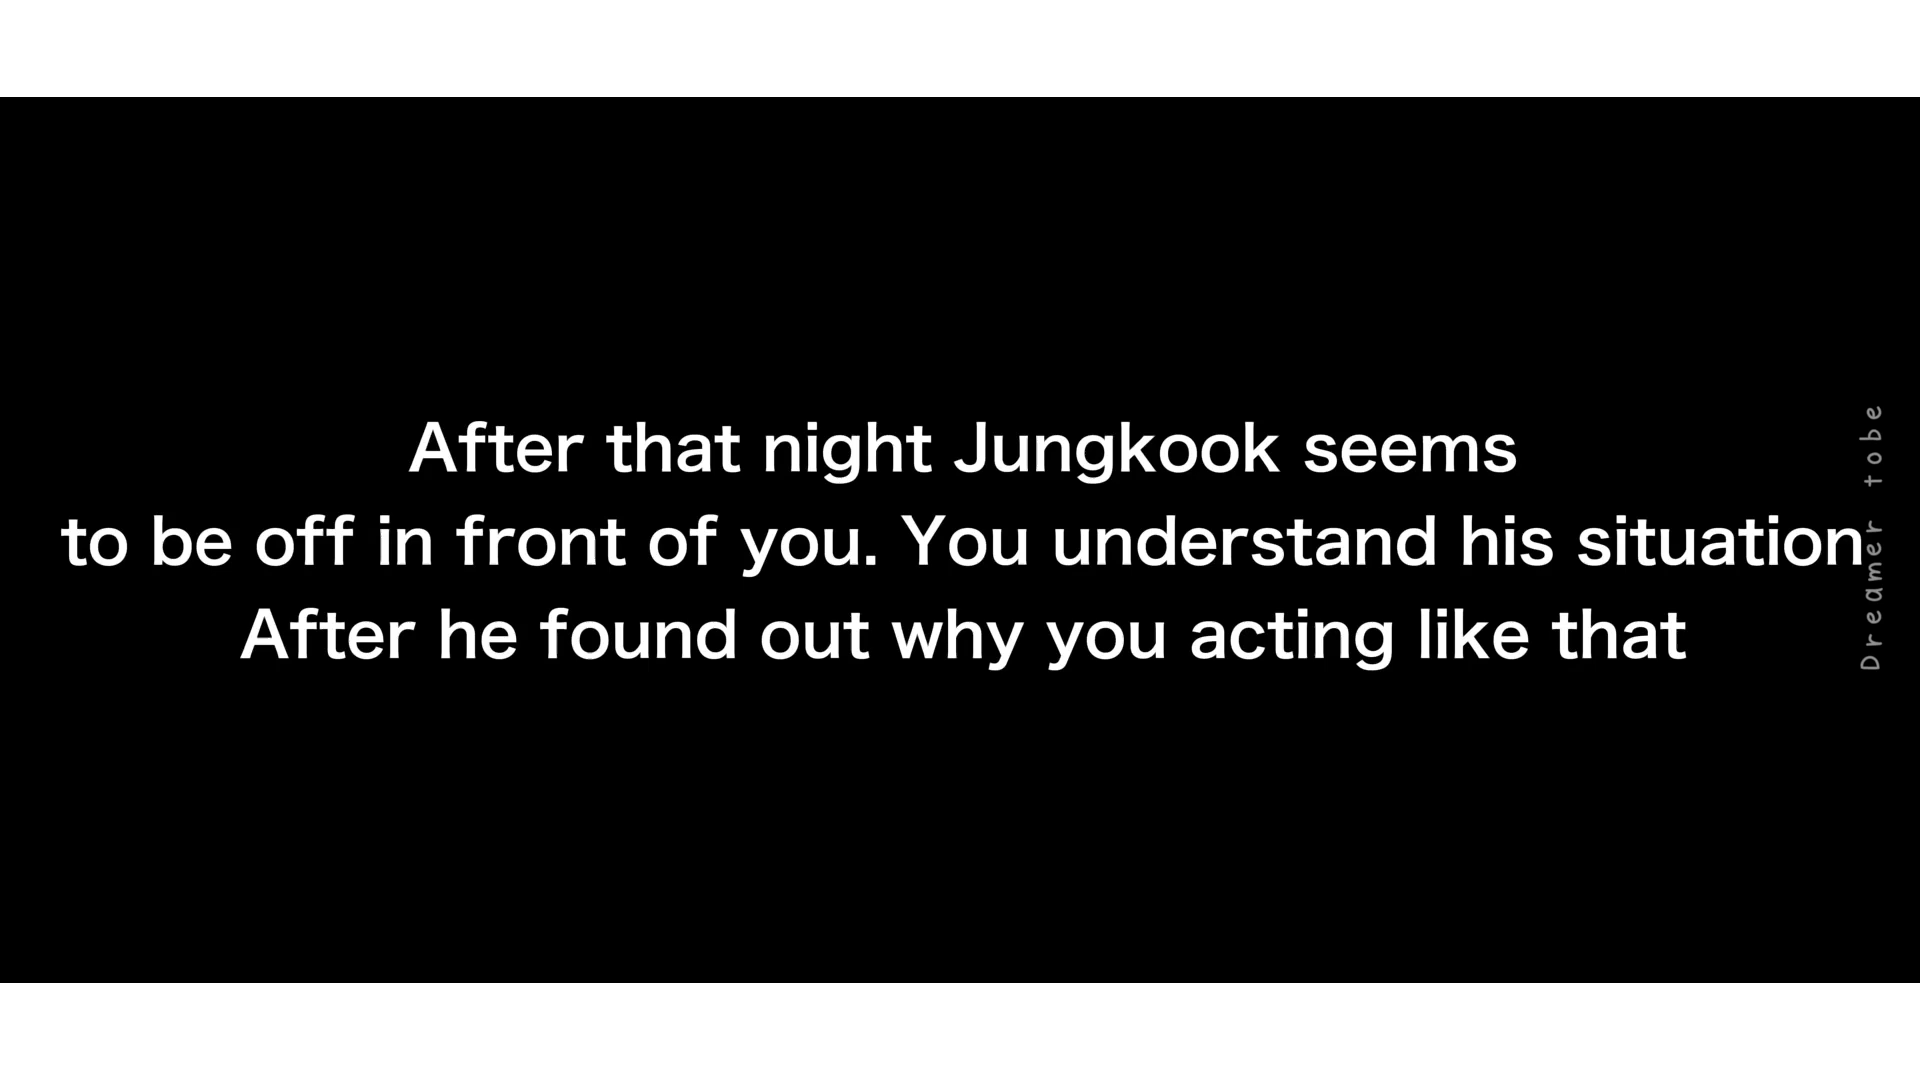 After that night Jungkook seems
to be off in front of you. You understand his situation
After he found out why you acting like that
Dreamer tobe